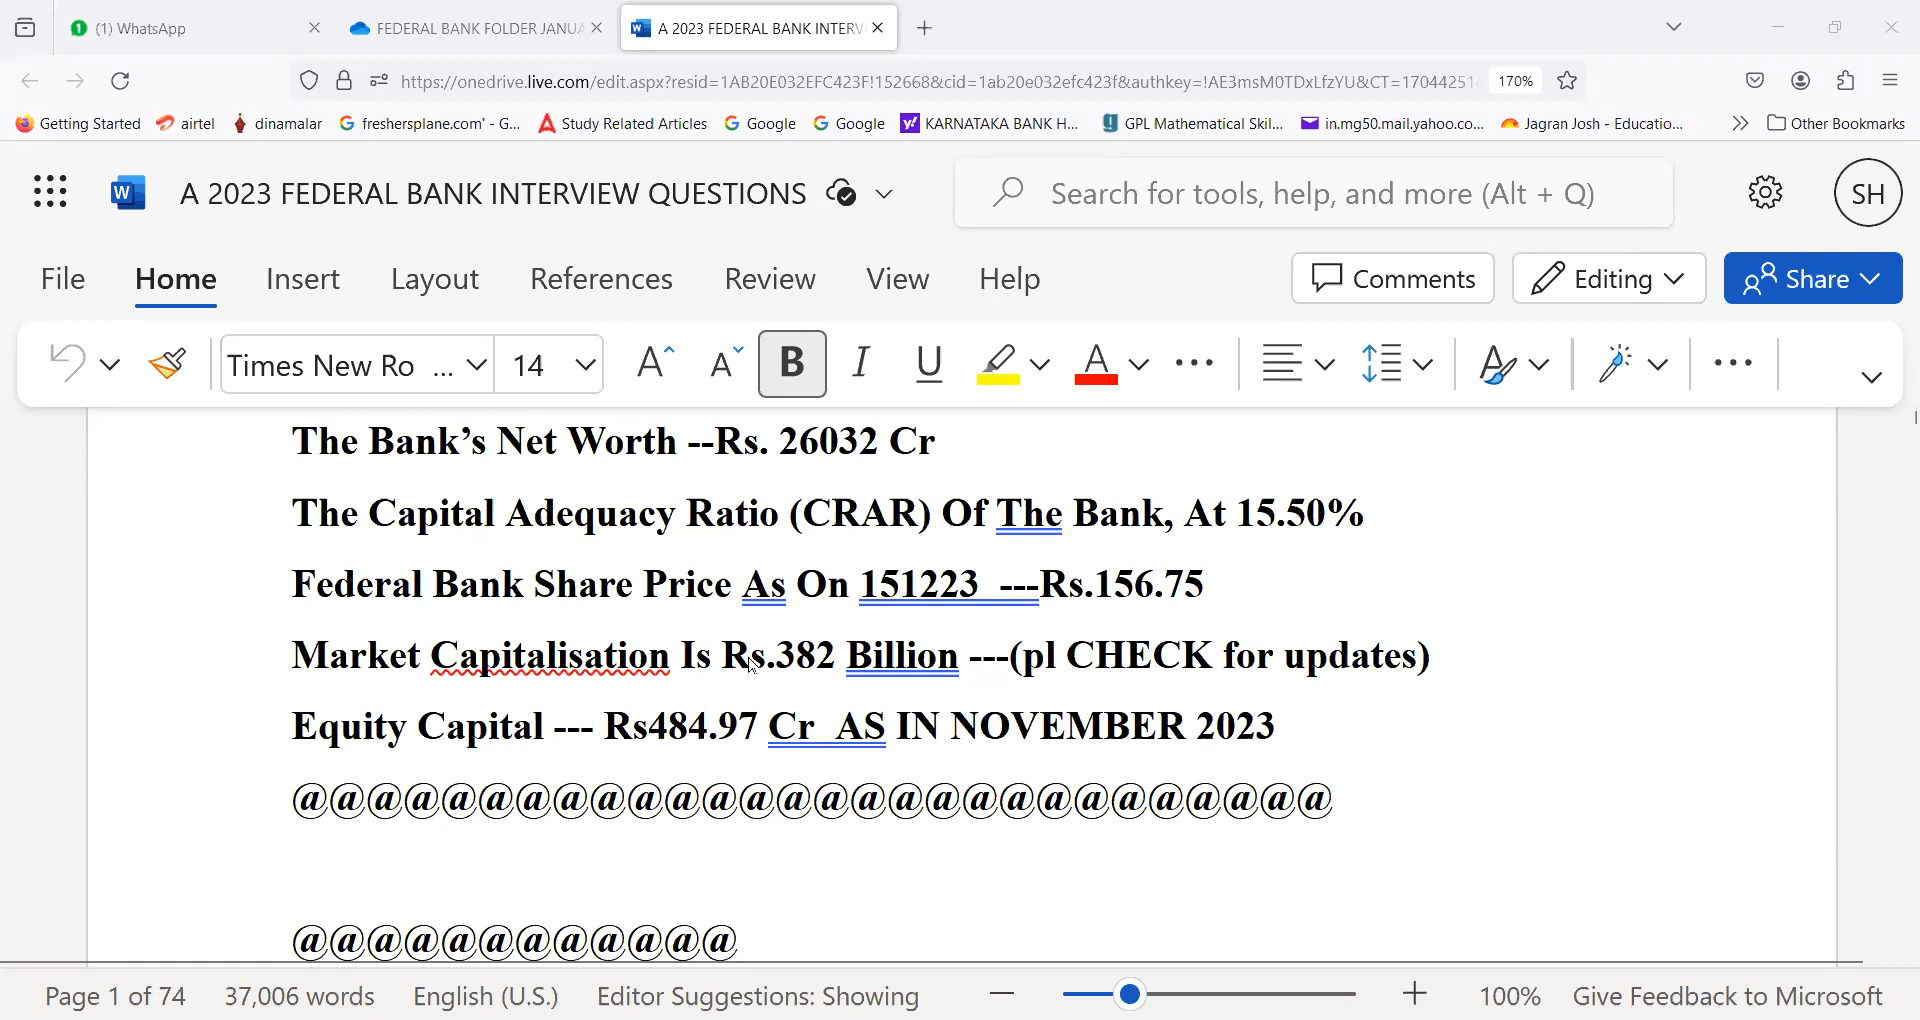 (1) WhatsApp
FEDERAL BANK FOLDER JANUA
A 2023 FEDERAL BANK INTERV
https://onedrive.live.com/edit.aspx?resid=1AB20E032EFC423F!152668&cid=1ab20e032efc423f&authkey=!AE3msM0TDxLfzYU&CT=17044251
170%
Getting Started
airtel
dinamalar
freshersplane.com' - G...
Study Related Articles
Google
Google
KARNATAKA BANK H...
GPL Mathematical Skil...
in.mg50.mail.yahoo.co...
Jagran Josh - Educatio...
Other Bookmarks
W
A 2023 FEDERAL BANK INTERVIEW QUESTIONS
Search for tools, help, and more (Alt + Q)
SH
File
Home
Insert
Layout
References
Review
View
Help
Comments
Editing
Share
Times New Ro ...
14
A
A
B
I
U
A
The Bank’s Net Worth --Rs. 26032 Cr
The Capital Adequacy Ratio (CRAR) Of The Bank, At 15.50%
Federal Bank Share Price As On 151223 ---Rs.156.75
Market Capitalisation Is Rs.382 Billion ---(pl CHECK for updates)
Equity Capital --- Rs484.97 Cr AS IN NOVEMBER 2023
@@@@@@@@@@@@@@@@@@@@@@@@@@@@
@@@@@@@@@@@@
Page 1 of 74
37,006 words
English (U.S.)
Editor Suggestions: Showing
100%
Give Feedback to Microsoft